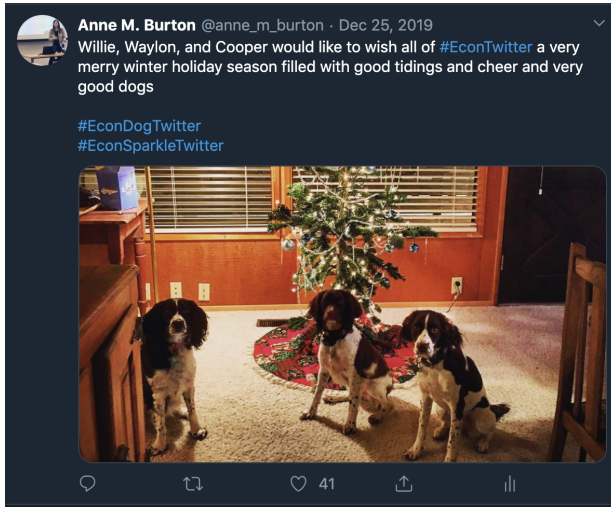 Anne M. Burton @anne_m_burton · Dec 25, 2019
Willie, Waylon, and Cooper would like to wish all of #EconTwitter a very
merry winter holiday season filled with good tidings and cheer and very
good dogs
#EconDogTwitter
#EconSparkleTwitter
41